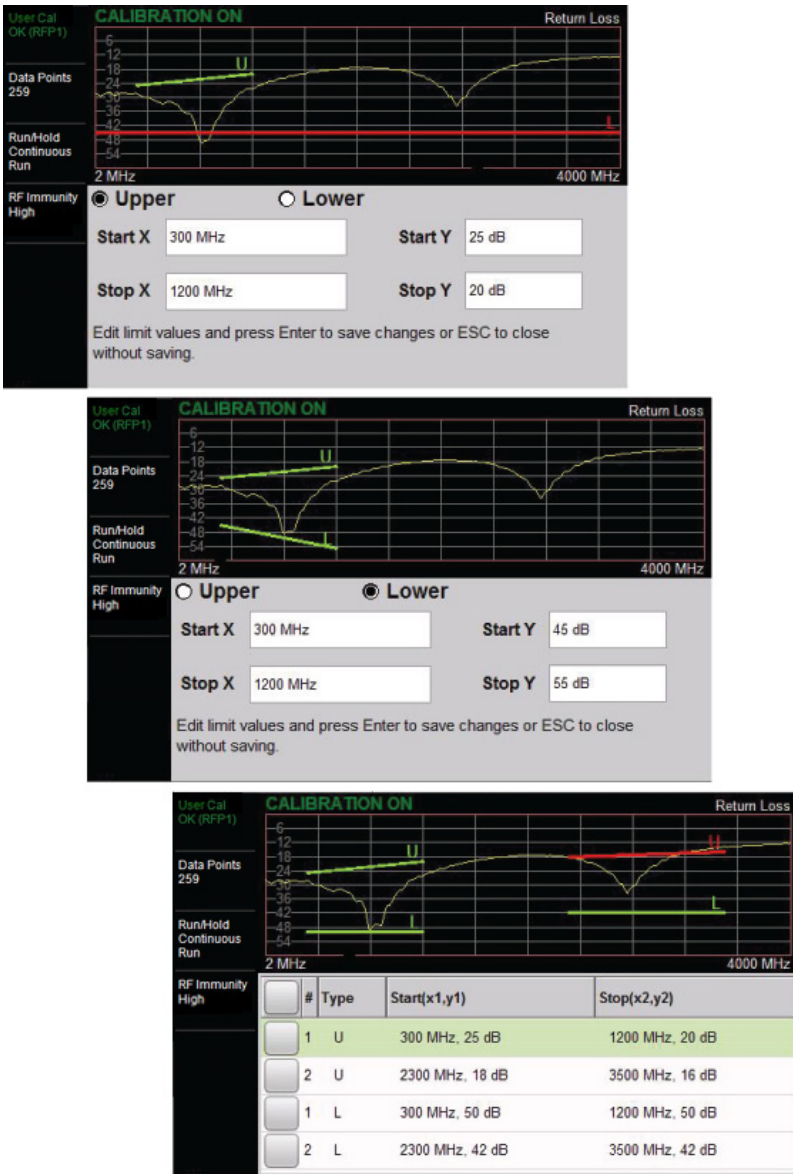 User Cal
OK (RFP1)
CALIBRATION ON
Return Loss
6
12
18
24
30
36
42
48
54
U
L
2 MHz
4000 MHz
Data Points
259
Run/Hold
Continuous
Run
RF Immunity
High
Upper Lower
Start X 300 MHz Start Y 25 dB
Stop X 1200 MHz Stop Y 20 dB
Edit limit values and press Enter to save changes or ESC to close
without saving.
User Cal
OK (RFP1)
CALIBRATION ON
Return Loss
6
12
18
24
30
36
42
48
54
U
L
2 MHz
4000 MHz
Data Points
259
Run/Hold
Continuous
Run
RF Immunity
High
Upper Lower
Start X 300 MHz Start Y 45 dB
Stop X 1200 MHz Stop Y 55 dB
Edit limit values and press Enter to save changes or ESC to close
without saving.
User Cal
OK (RFP1)
CALIBRATION ON
Return Loss
6
12
18
24
30
36
42
48
54
U
U
L
L
2 MHz
4000 MHz
Data Points
259
Run/Hold
Continuous
Run
RF Immunity
High
# Type Start(x1,y1) Stop(x2,y2)
1 U 300 MHz, 25 dB 1200 MHz, 20 dB
2 U 2300 MHz, 18 dB 3500 MHz, 16 dB
1 L 300 MHz, 50 dB 1200 MHz, 50 dB
2 L 2300 MHz, 42 dB 3500 MHz, 42 dB